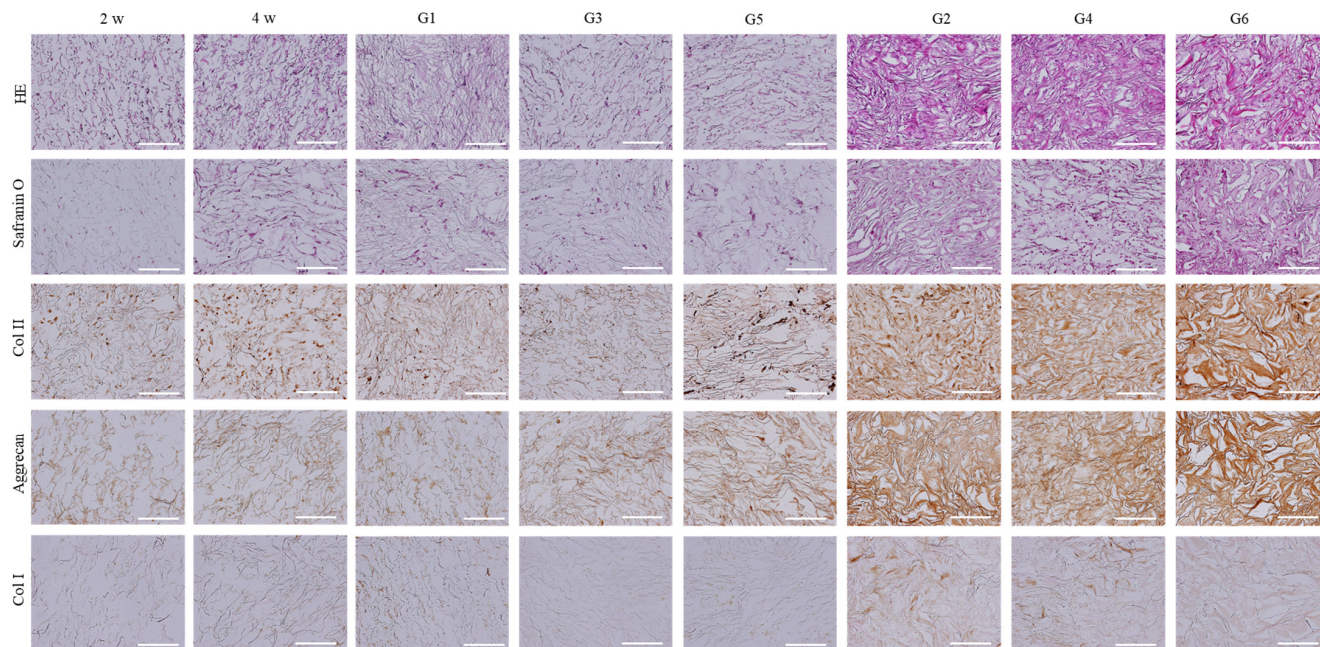 2 w 4 w G1 G3 G5 G2 G4 G6
HE
Safranin O
Col II
Aggrecan
Col I